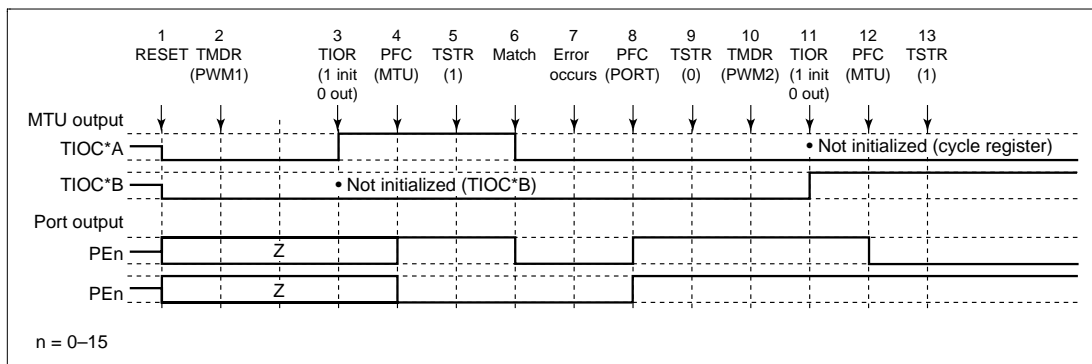 1 2 3 4 5 6 7 8 9 10 11 12 13
RESET TMDR TIOR PFC TSTR Match Error PFC TSTR TMDR TIOR PFC TSTR
(PWM1) (1 init (MTU) (1) occurs (PORT) (0) (PWM2) (1 init (MTU) (1)
0 out) 0 out)
MTU output
TIOC*A • Not initialized (cycle register)
TIOC*B • Not initialized (TIOC*B)
Port output
PEn Z
PEn Z
n = 0–15